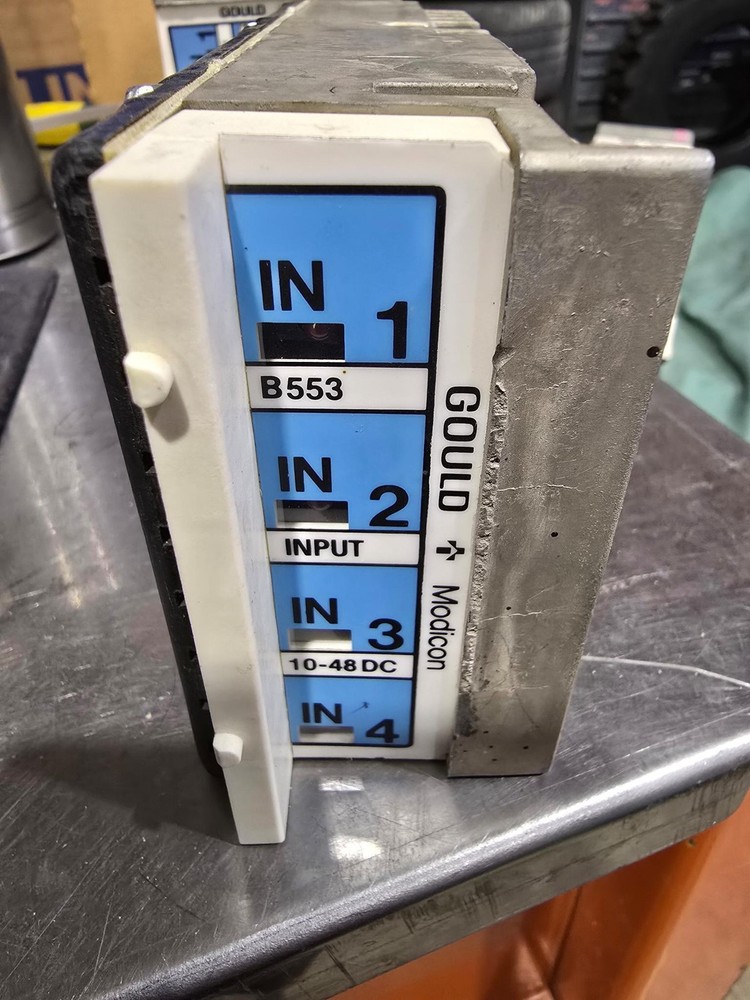 GOULD
IN
1
B553
IN
2
INPUT
IN
3
10-48 DC
IN
4
GOULD Modicon